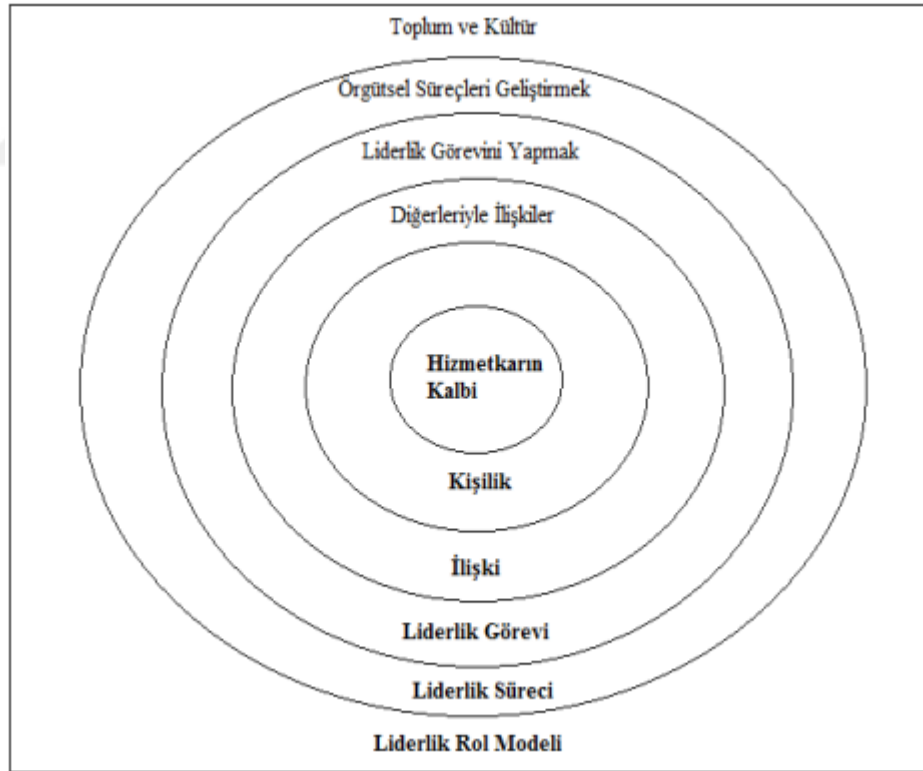 Toplum ve Kültür
Örgütsel Süreçleri Geliştirmek
Liderlik Görevini Yapmak
Diğerleriyle İlişkiler
Hizmetkarın
Kalbi
Kişilik
İlişki
Liderlik Görevi
Liderlik Süreci
Liderlik Rol Modeli